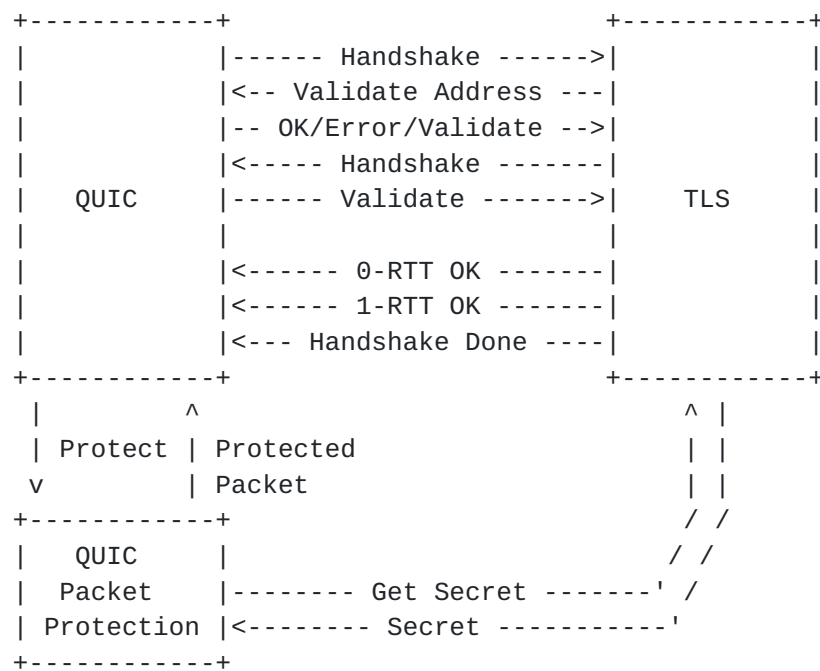 +------------+                        +------------+
|            |------ Handshake ------>|            |
|            |<-- Validate Address ---|            |
|            |-- OK/Error/Validate -->|            |
|            |<----- Handshake -------|            |
|   QUIC     |------ Validate ------->|    TLS     |
|            |                        |            |
|            |<------ 0-RTT OK -------|            |
|            |<------ 1-RTT OK -------|            |
|            |<--- Handshake Done ----|            |
+------------+                        +------------+
 |         ^                               ^ |
 | Protect | Protected                     | |
 v         | Packet                        | |
+------------+                             / /
|   QUIC     |                            / /
|  Packet    |-------- Get Secret -------' /
| Protection |<-------- Secret -----------'
+------------+